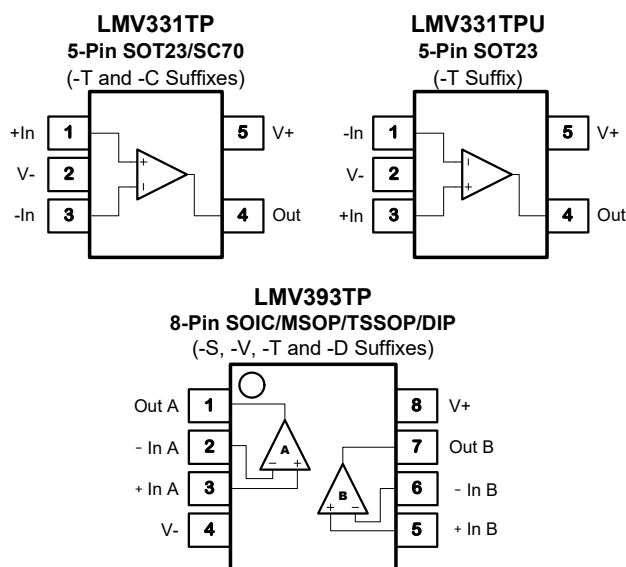 LMV331TP
5-Pin SOT23/SC70
(-T and -C Suffixes)
+In 1 5 V+
+
V- 2
−
-In 3 4 Out
LMV331TPU
5-Pin SOT23
(-T Suffix)
-In 1 5 V+
−
V- 2
+
+In 3 4 Out
LMV393TP
8-Pin SOIC/MSOP/TSSOP/DIP
(-S, -V, -T and -D Suffixes)
Out A 1 8 V+
- In A 2 A 7 Out B
− +
+ In A 3 B 6 - In B
+ −
V- 4 5 + In B